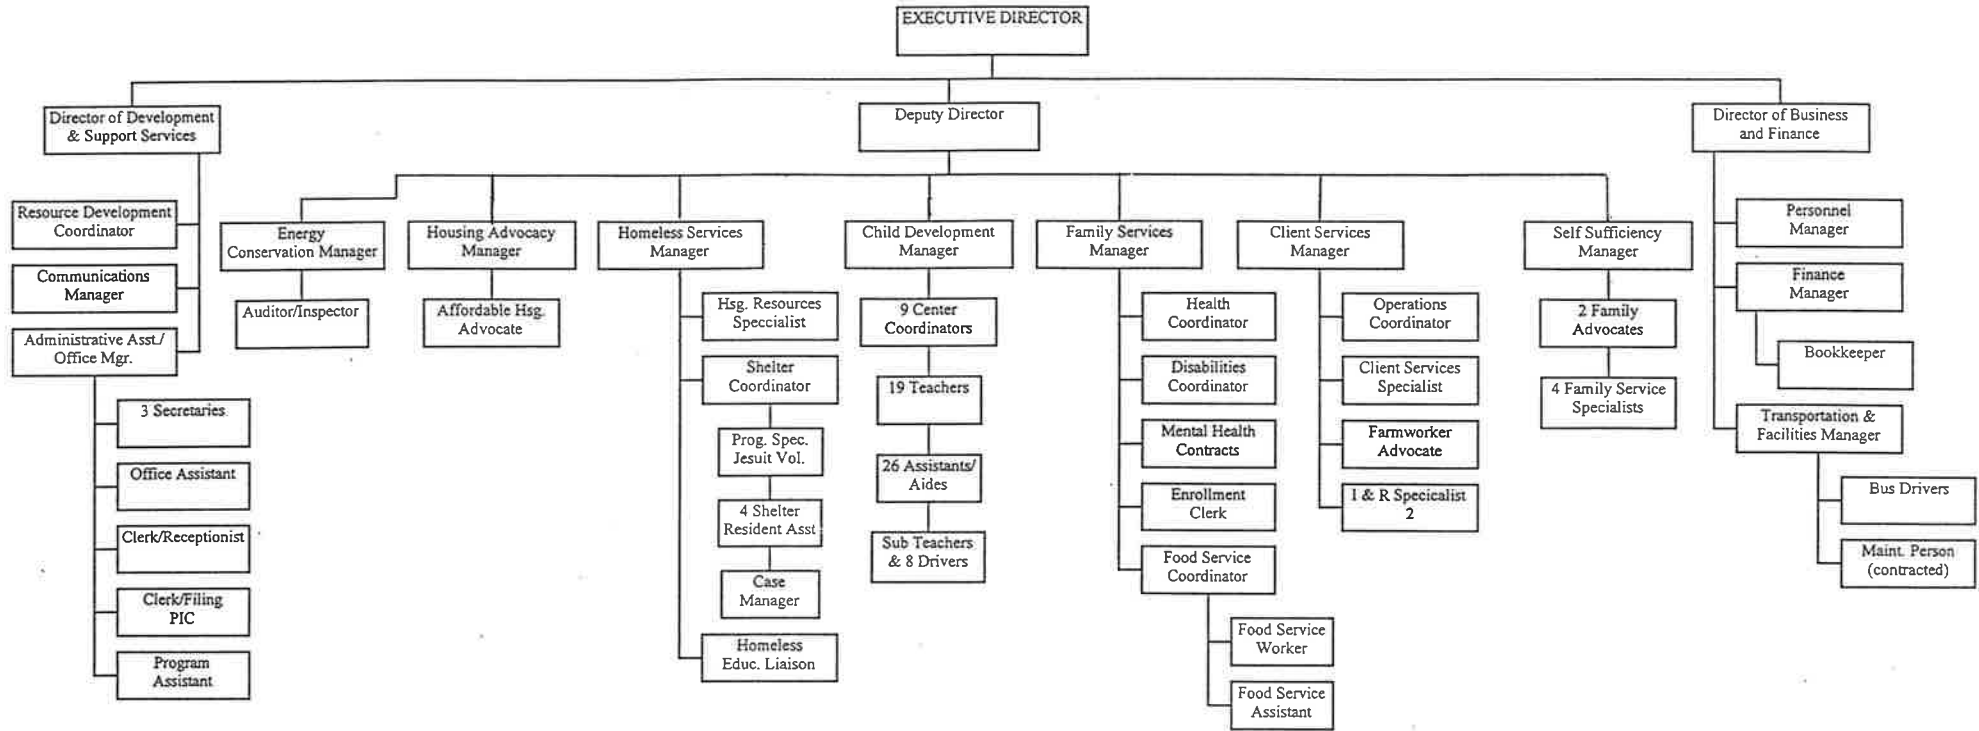 EXECUTIVE DIRECTOR
Director of Development
& Support Services
Deputy Director
Director of Business
and Finance
Resource Development
Coordinator
Communications
Manager
Administrative Asst./
Office Mgr.
3 Secretaries
Office Assistant
Clerk/Receptionist
Clerk/Filing
PIC
Program
Assistant
Energy
Conservation Manager
Auditor/Inspector
Housing Advocacy
Manager
Affordable Hsg.
Advocate
Homeless Services
Manager
Hsg. Resources
Speccialist
Shelter
Coordinator
Prog. Spec.
Jesuit Vol.
4 Shelter
Resident Asst
Case
Manager
Homeless
Educ. Liaison
Child Development
Manager
9 Center
Coordinators
19 Teachers
26 Assistants/
Aides
Sub Teachers
& 8 Drivers
Family Services
Manager
Health
Coordinator
Disabilities
Coordinator
Mental Health
Contracts
Enrollment
Clerk
Food Service
Coordinator
Food Service
Worker
Food Service
Assistant
Client Services
Manager
Operations
Coordinator
Client Services
Specialist
Farmworker
Advocate
I & R Specicalist
2
Self Sufficiency
Manager
2 Family
Advocates
4 Family Service
Specialists
Personnel
Manager
Finance
Manager
Bookkeeper
Transportation &
Facilities Manager
Bus Drivers
Maint. Person
(contracted)